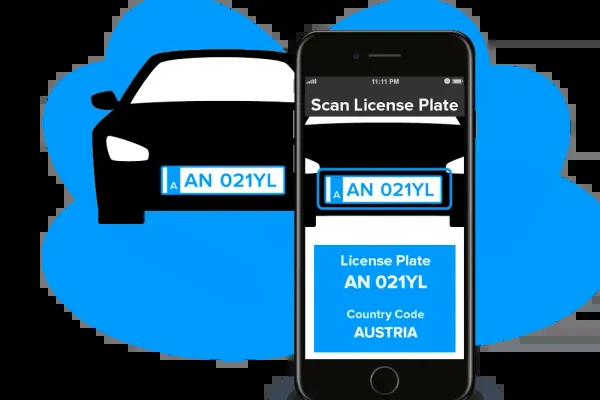 11:11 PM
Scan License Plate
A AN 021YL
A AN 021YL
License Plate
AN 021YL
Country Code
AUSTRIA